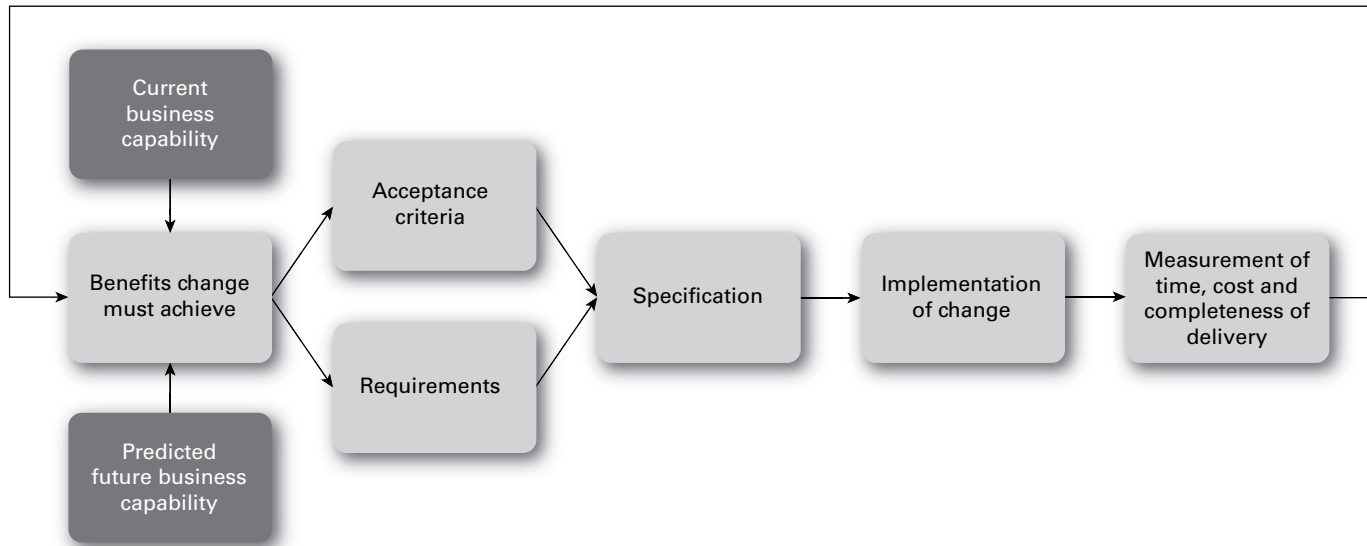 Current
business
capability
Benefits change
must achieve
Predicted
future business
capability
Acceptance
criteria
Requirements
Specification
Implementation
of change
Measurement of
time, cost and
completeness of
delivery